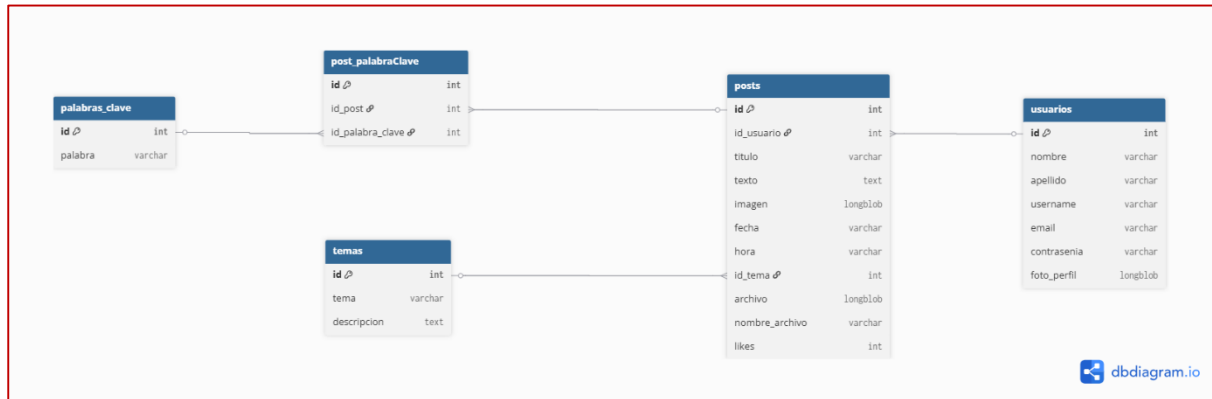 palabras_clave
id int
palabra varchar
post_palabraClave
id int
id_post int
id_palabra_clave int
temas
id int
tema varchar
descripcion text
posts
id int
id_usuario int
titulo varchar
texto text
imagen longblob
fecha varchar
hora varchar
id_tema int
archivo longblob
nombre_archivo varchar
likes int
usuarios
id int
nombre varchar
apellido varchar
username varchar
email varchar
contrasenia varchar
foto_perfil longblob
dbdiagram.io